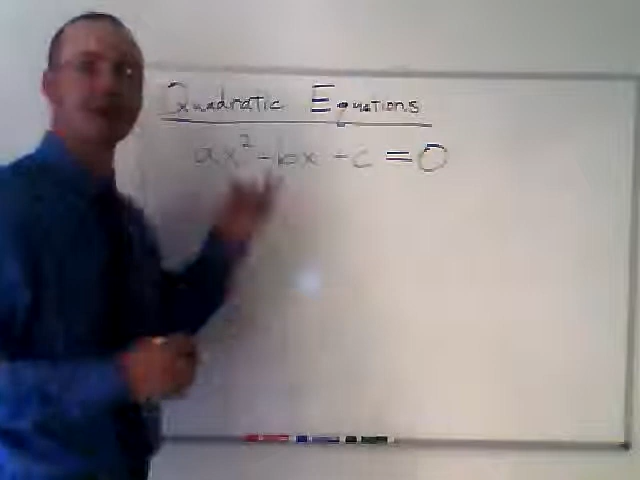 Quadratic Equations
ax² - bx - c = 0